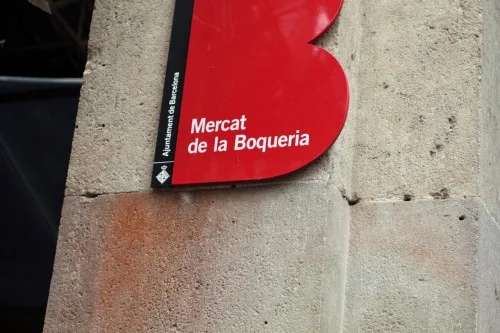 Mercat
de la Boqueria
Ajuntament de Barcelona